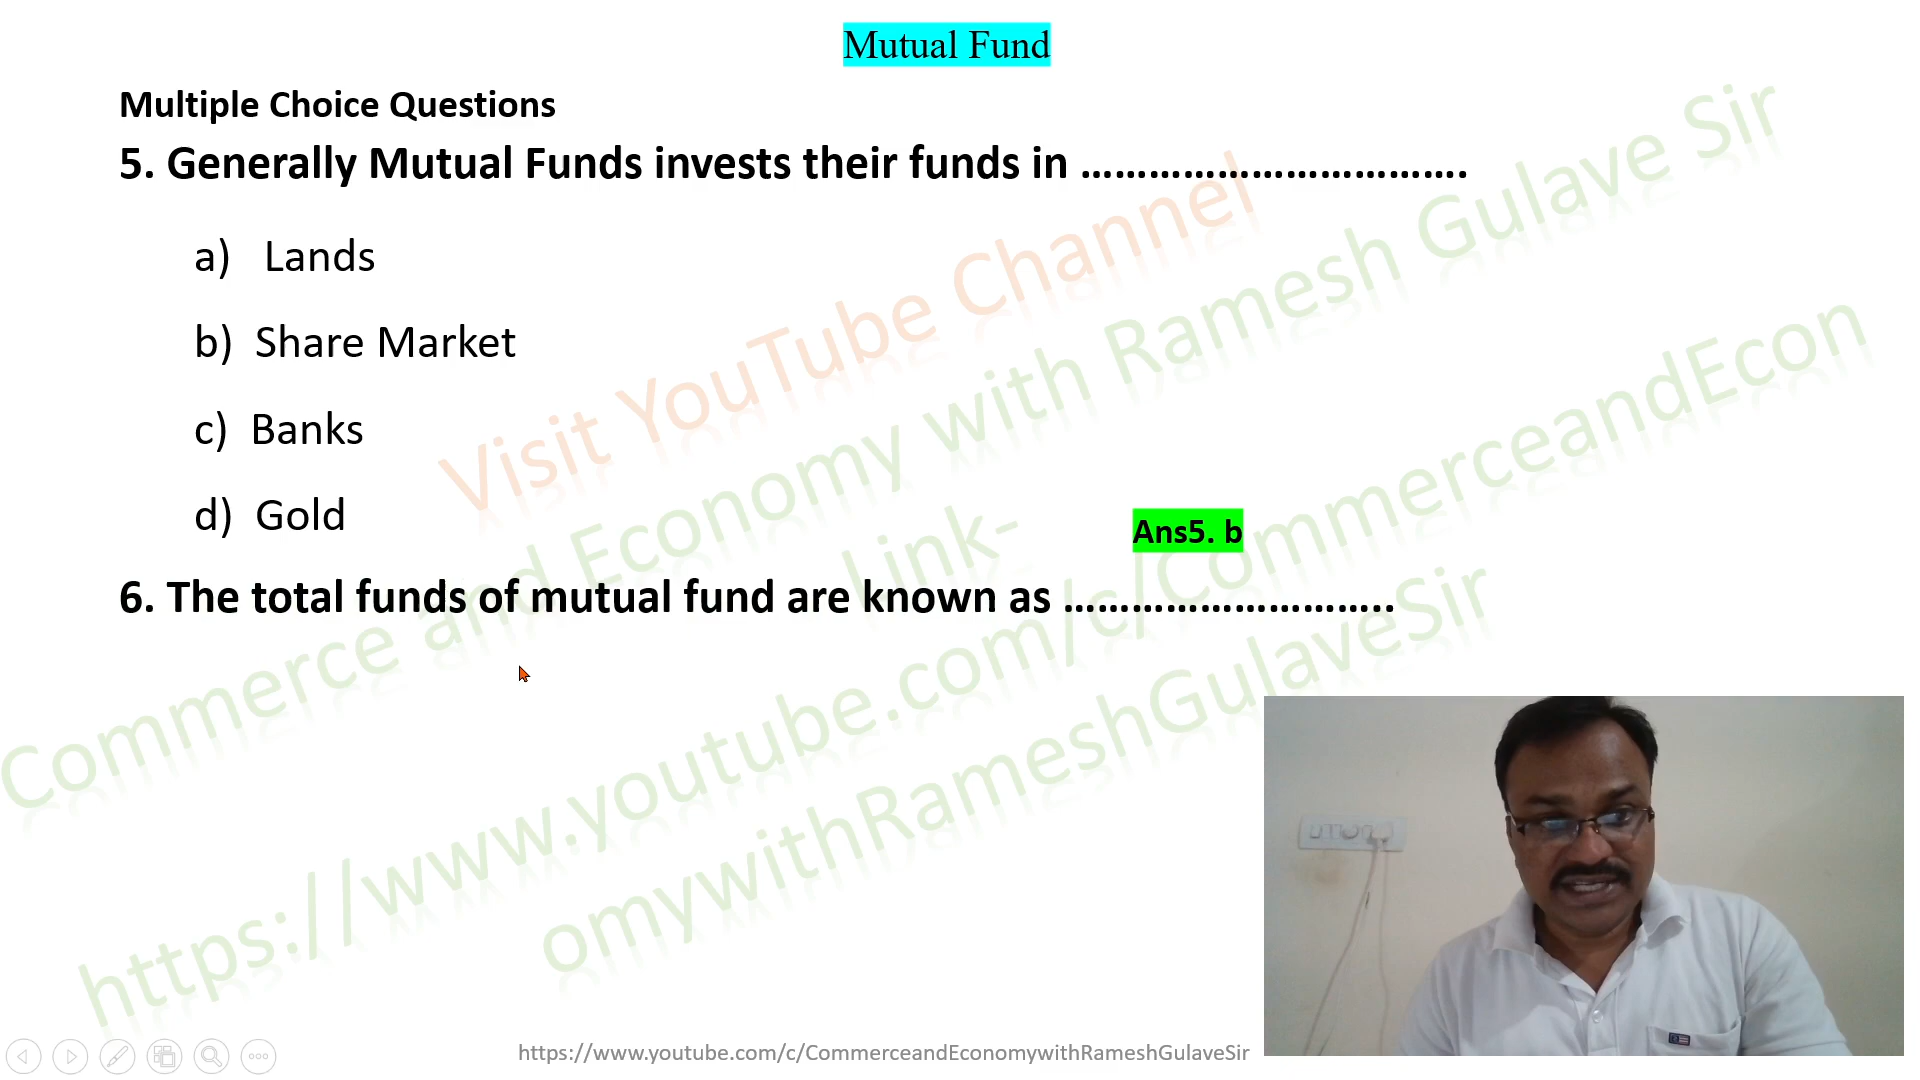 Mutual Fund
Multiple Choice Questions
5. Generally Mutual Funds invests their funds in …………………………….
a) Lands
b) Share Market
c) Banks
d) Gold
Ans5. b
6. The total funds of mutual fund are known as ………………………..
Visit YouTube Channel
Commerce and Economy with Ramesh Gulave Sir
Link-
https://www.youtube.com/c/CommerceandEcon
omywithRameshGulaveSir
https://www.youtube.com/c/CommerceandEconomywithRameshGulaveSir